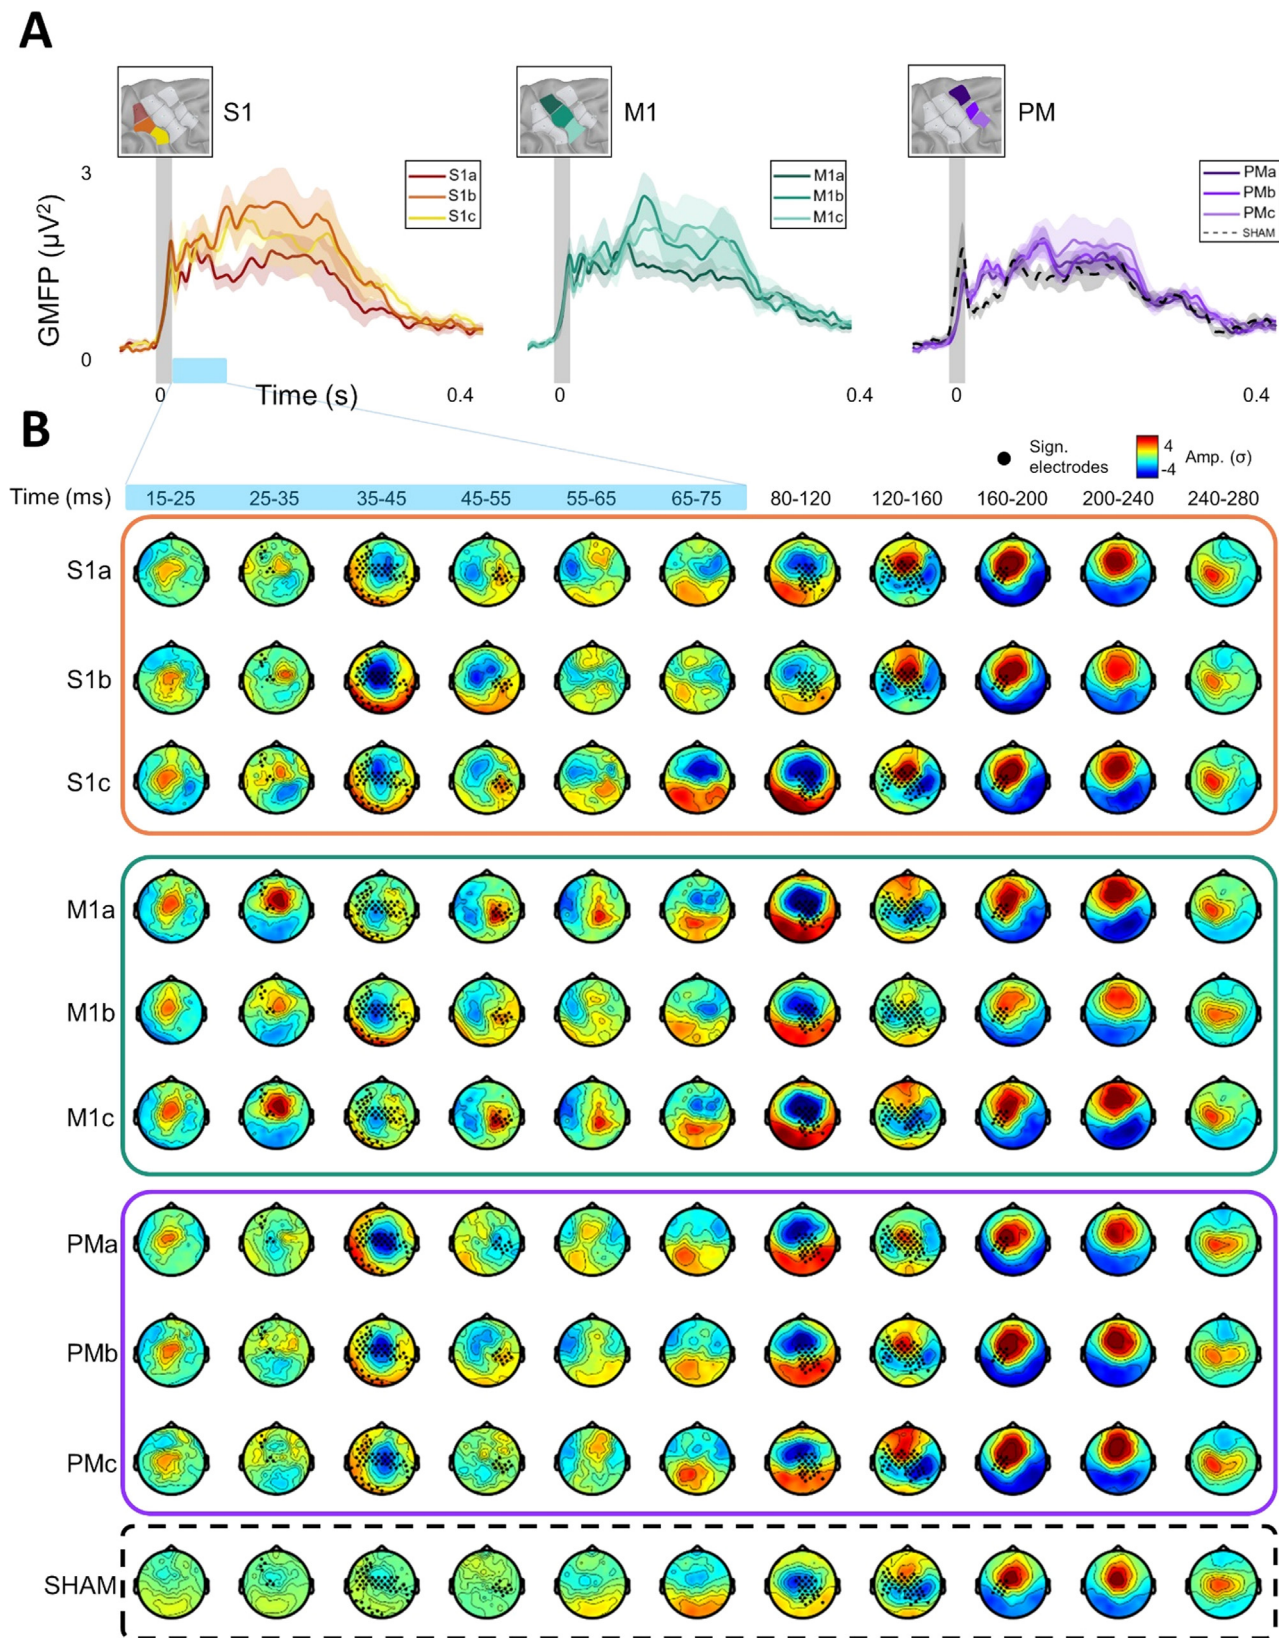 A
S1
M1
PM
3
0
GMFP (µV²)
S1a
S1b
S1c
M1a
M1b
M1c
PMa
PMb
PMc
SHAM
0
Time (s)
0.4
0
0.4
0
0.4
B
Sign.
electrodes
4
-4
Amp. (σ)
Time (ms) 15-25 25-35 35-45 45-55 55-65 65-75 80-120 120-160 160-200 200-240 240-280
S1a
S1b
S1c
M1a
M1b
M1c
PMa
PMb
PMc
SHAM